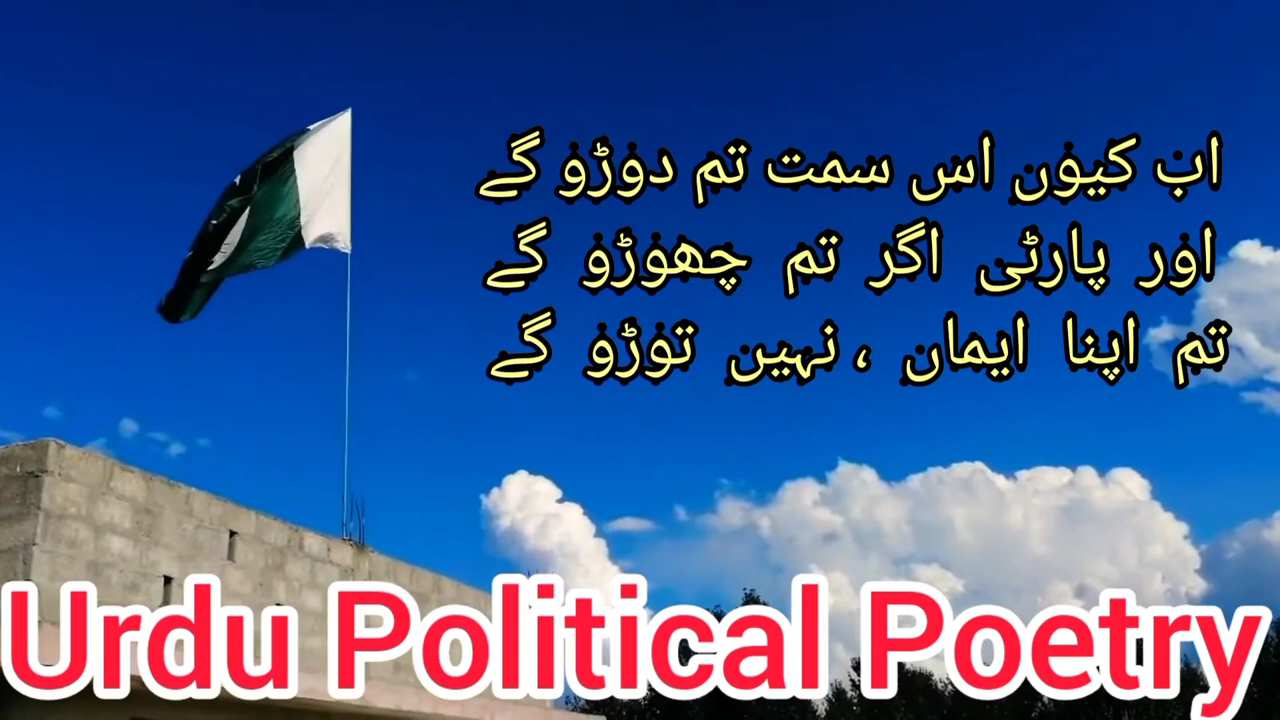 اب کیوں اس سمت تم دوڑو گے
اور پارٹی اگر تم چھوڑو گے
تم اپنا ایمان ، نہیں توڑو گے
Urdu Political Poetry